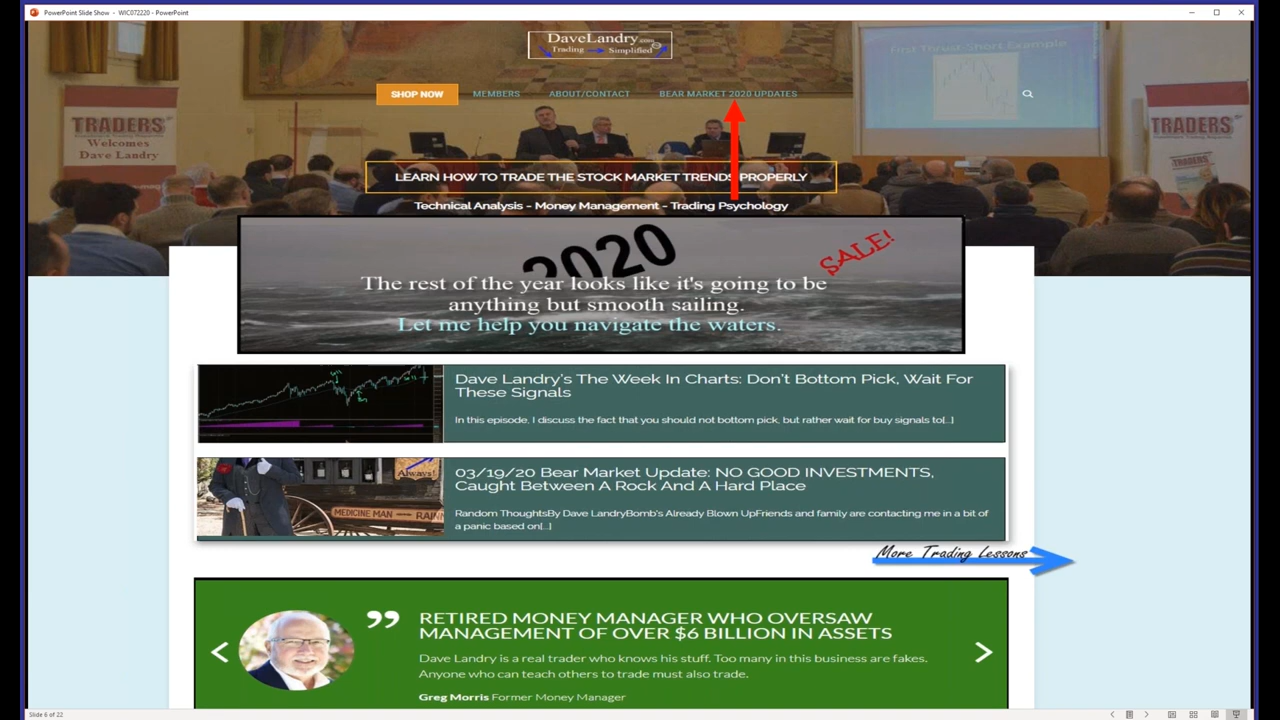 PowerPoint Slide Show - WIC072220 - PowerPoint
DaveLandry.com
Trading Simplified
First Thrust Short Example
SHOP NOW MEMBERS ABOUT/CONTACT BEAR MARKET 2020 UPDATES
TRADERS'
Welcomes
Dave Landry
TRADERS'
LEARN HOW TO TRADE THE STOCK MARKET TRENDS PROPERLY
Technical Analysis - Money Management - Trading Psychology
2020
SALE!
The rest of the year looks like it's going to be
anything but smooth sailing.
Let me help you navigate the waters.
Dave Landry's The Week In Charts: Don't Bottom Pick, Wait For
These Signals
In this episode, I discuss the fact that you should not bottom pick, but rather wait for buy signals to[...]
Always!
MEDICINE MAN
03/19/20 Bear Market Update: NO GOOD INVESTMENTS,
Caught Between A Rock And A Hard Place
Random ThoughtsBy Dave LandryBomb's Already Blown UpFriends and family are contacting me in a bit of
a panic based on[...]
More Trading Lessons
RETIRED MONEY MANAGER WHO OVERSAW
MANAGEMENT OF OVER $6 BILLION IN ASSETS
Dave Landry is a real trader who knows his stuff. Too many in this business are fakes.
Anyone who can teach others to trade must also trade.
Greg Morris Former Money Manager
Slide 6 of 22